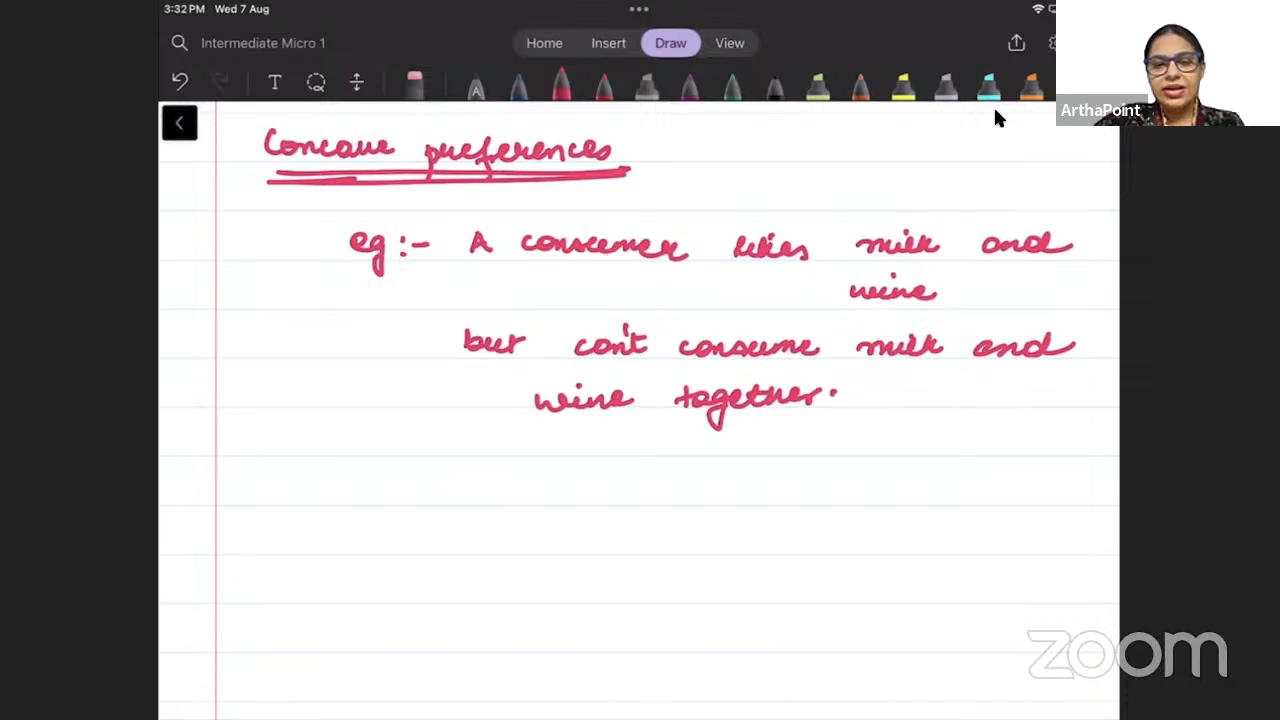 3:32 PM Wed 7 Aug
Intermediate Micro 1
Home Insert Draw View
T
A
ArthaPoint
Concave preferences
eg :- A consumer likes milk and
wine
but can't consume milk and
wine together.
zoom